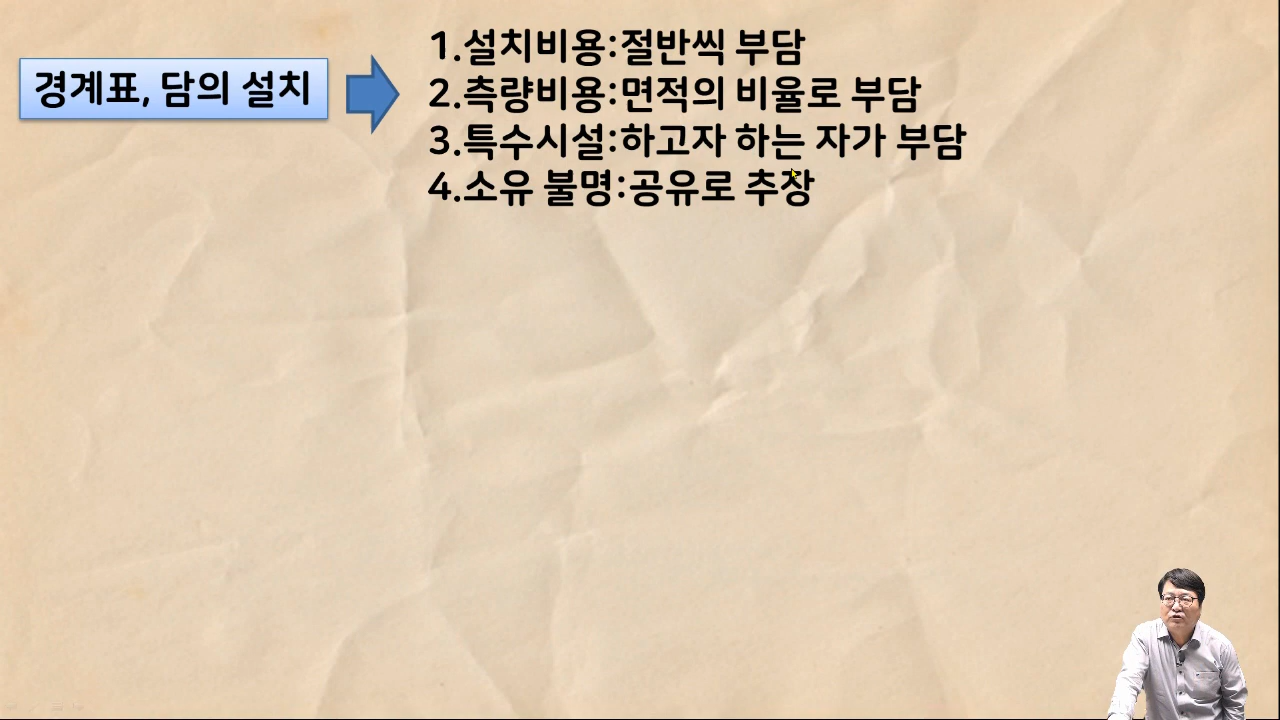 경계표, 담의 설치
1.설치비용:절반씩 부담
2.측량비용:면적의 비율로 부담
3.특수시설:하고자 하는 자가 부담
4.소유 불명:공유로 추장